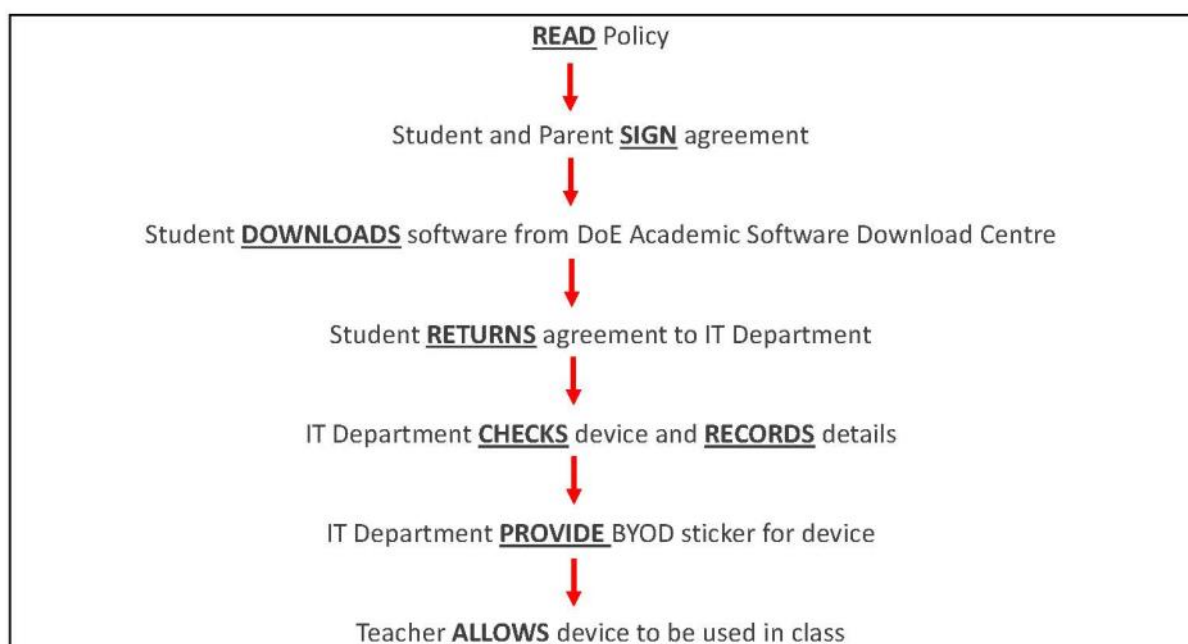 READ Policy
Student and Parent SIGN agreement
Student DOWNLOADS software from DoE Academic Software Download Centre
Student RETURNS agreement to IT Department
IT Department CHECKS device and RECORDS details
IT Department PROVIDE BYOD sticker for device
Teacher ALLOWS device to be used in class